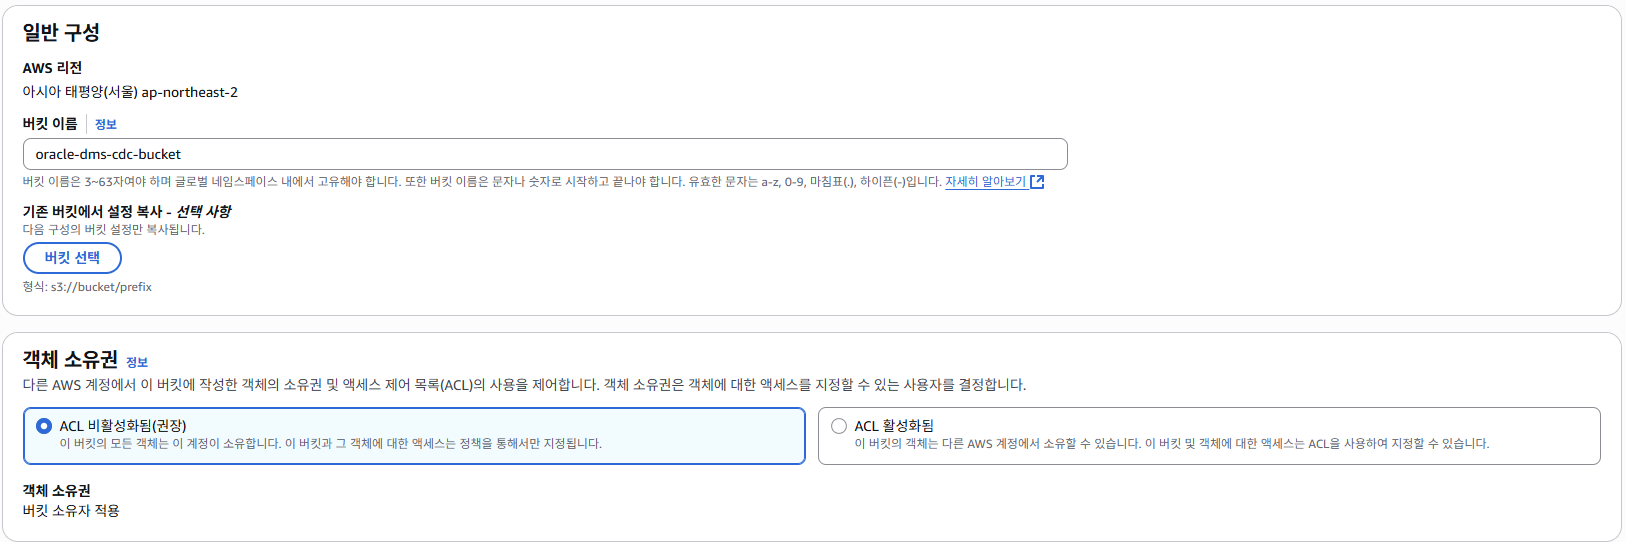 일반 구성
AWS 리전
아시아 태평양(서울) ap-northeast-2
버킷 이름 정보
oracle-dms-cdc-bucket
버킷 이름은 3~63자여야 하며 글로벌 네임스페이스 내에서 고유해야 합니다. 또한 버킷 이름은 문자나 숫자로 시작하고 끝나야 합니다. 유효한 문자는 a-z, 0-9, 마침표(.), 하이픈(-)입니다. 자세히 알아보기
기존 버킷에서 설정 복사 - 선택 사항
다음 구성의 버킷 설정만 복사됩니다.
버킷 선택
형식: s3://bucket/prefix
객체 소유권 정보
다른 AWS 계정에서 이 버킷에 작성한 객체의 소유권 및 액세스 제어 목록(ACL)의 사용을 제어합니다. 객체 소유권은 객체에 대한 액세스를 지정할 수 있는 사용자를 결정합니다.
ACL 비활성화됨(권장)
이 버킷의 모든 객체는 이 계정이 소유합니다. 이 버킷과 그 객체에 대한 액세스는 정책을 통해서만 지정됩니다.
ACL 활성화됨
이 버킷의 객체는 다른 AWS 계정에서 소유할 수 있습니다. 이 버킷 및 객체에 대한 액세스는 ACL을 사용하여 지정할 수 있습니다.
객체 소유권
버킷 소유자 적용